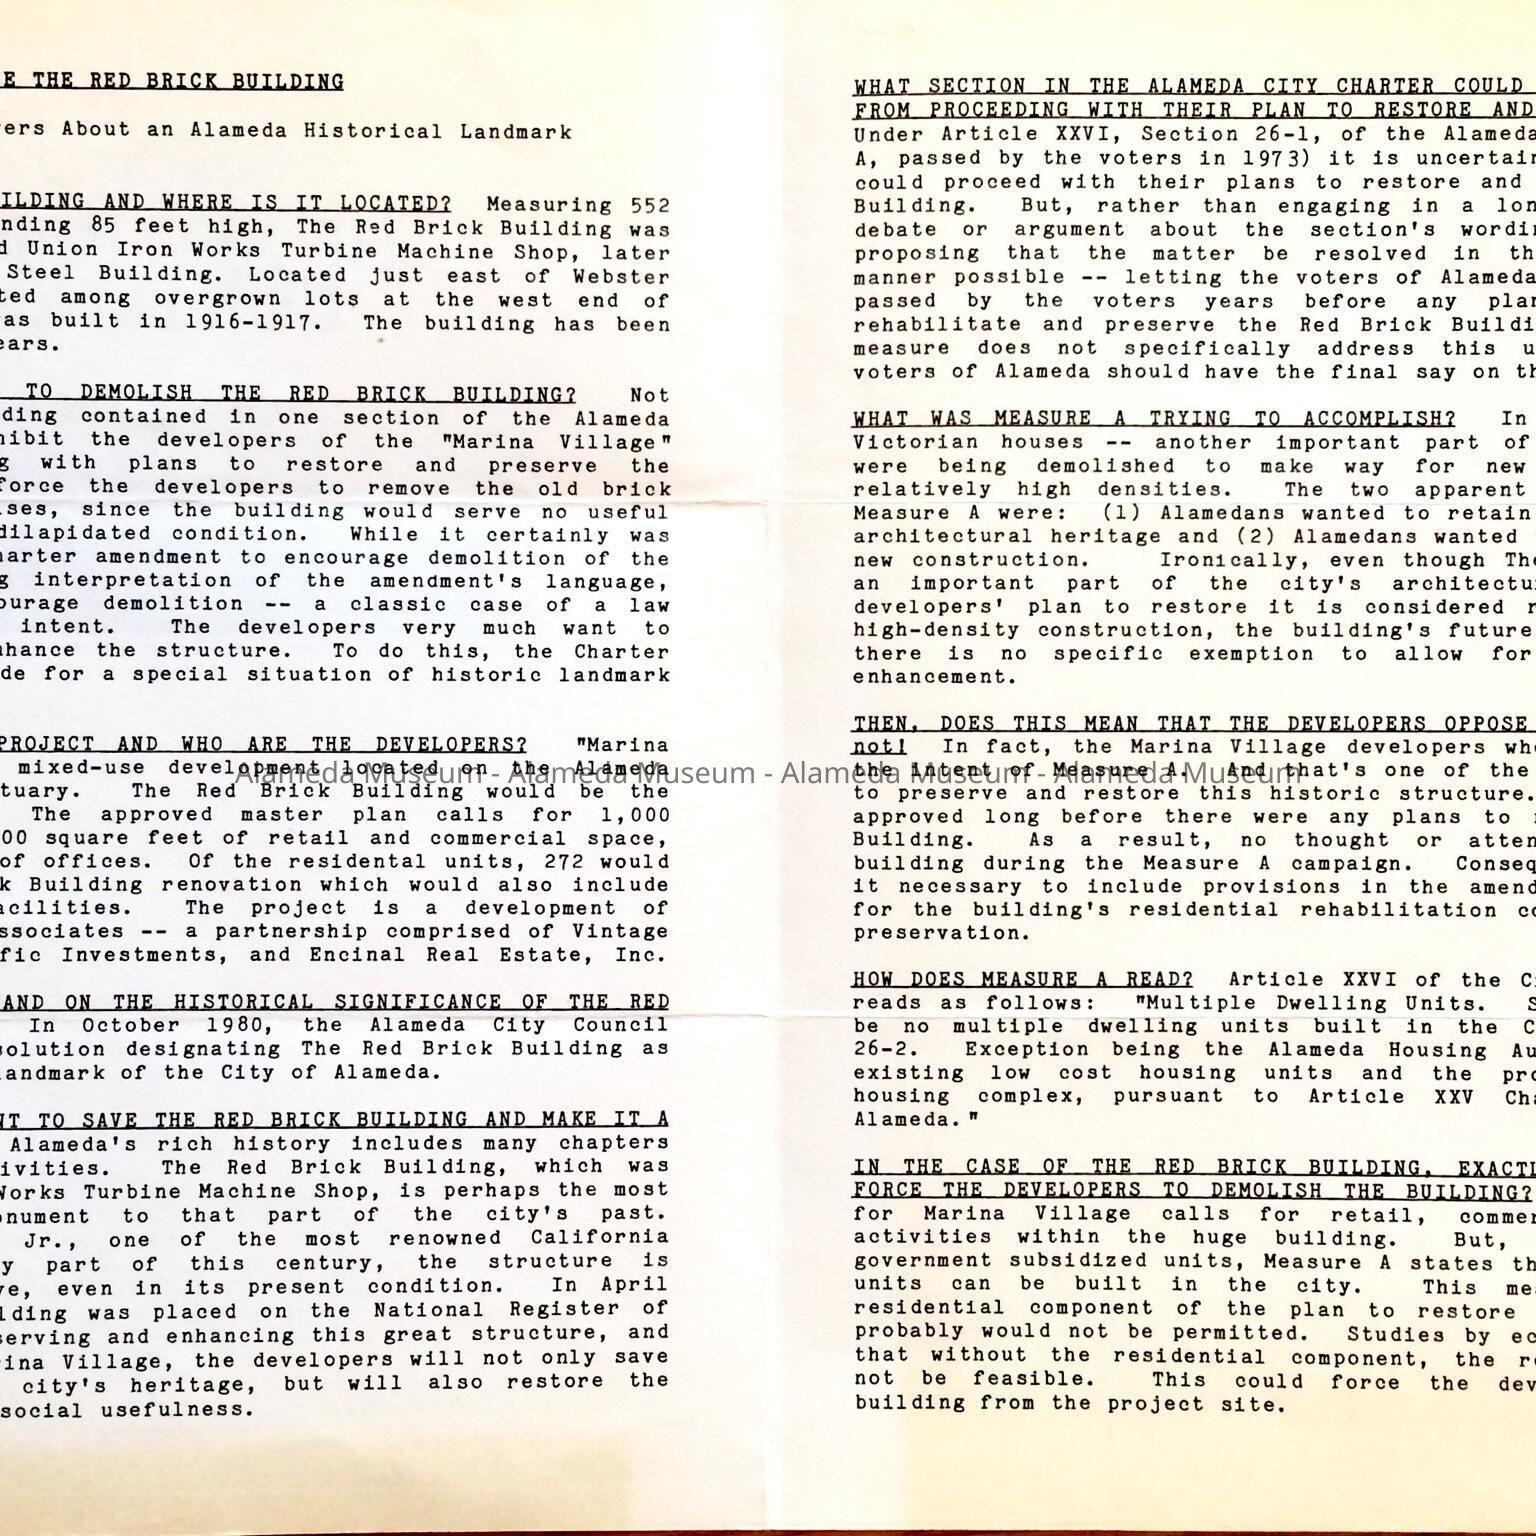 E THE RED BRICK BUILDING
ers About an Alameda Historical Landmark
ILDING AND WHERE IS IT LOCATED? Measuring 552
nding 85 feet high, The Red Brick Building was
d Union Iron Works Turbine Machine Shop, later
Steel Building. Located just east of Webster
ted among overgrown lots at the west end of
as built in 1916-1917. The building has been
ears.
TO DEMOLISH THE RED BRICK BUILDING? Not
ding contained in one section of the Alameda
hibit the developers of the "Marina Village"
g with plans to restore and preserve the
force the developers to remove the old brick
ises, since the building would serve no useful
dilapidated condition. While it certainly was
harter amendment to encourage demolition of the
g interpretation of the amendment's language,
ourage demolition -- a classic case of a law
intent. The developers very much want to
nhance the structure. To do this, the Charter
de for a special situation of historic landmark
PROJECT AND WHO ARE THE DEVELOPERS? "Marina
mixed-use development located on the Alameda
tuary. The Red Brick Building would be the
The approved master plan calls for 1,000
00 square feet of retail and commercial space,
of offices. Of the residental units, 272 would
k Building renovation which would also include
acilities. The project is a development of
ssociates -- a partnership comprised of Vintage
fic Investments, and Encinal Real Estate, Inc.
AND ON THE HISTORICAL SIGNIFICANCE OF THE RED
In October 1980, the Alameda City Council
solution designating The Red Brick Building as
landmark of the City of Alameda.
NT TO SAVE THE RED BRICK BUILDING AND MAKE IT A
Alameda's rich history includes many chapters
ivities. The Red Brick Building, which was
Works Turbine Machine Shop, is perhaps the most
onument to that part of the city's past.
Jr., one of the most renowned California
y part of this century, the structure is
ve, even in its present condition. In April
lding was placed on the National Register of
serving and enhancing this great structure, and
rina Village, the developers will not only save
city's heritage, but will also restore the
social usefulness.
WHAT SECTION IN THE ALAMEDA CITY CHARTER COULD
FROM PROCEEDING WITH THEIR PLAN TO RESTORE AND
Under Article XXVI, Section 26-1, of the Alameda
A, passed by the voters in 1973) it is uncertain
could proceed with their plans to restore and
Building. But, rather than engaging in a lon
debate or argument about the section's wordin
proposing that the matter be resolved in th
manner possible -- letting the voters of Alameda
passed by the voters years before any plan
rehabilitate and preserve the Red Brick Buildi
measure does not specifically address this u
voters of Alameda should have the final say on th
WHAT WAS MEASURE A TRYING TO ACCOMPLISH? In
Victorian houses -- another important part of
were being demolished to make way for new
relatively high densities. The two apparent
Measure A were: (1) Alamedans wanted to retain
architectural heritage and (2) Alamedans wanted
new construction. Ironically, even though The
an important part of the city's architectu
developers' plan to restore it is considered n
high-density construction, the building's future
there is no specific exemption to allow for
enhancement.
THEN, DOES THIS MEAN THAT THE DEVELOPERS OPPOSE
not! In fact, the Marina Village developers who
the intent of Measure A. And that's one of the
to preserve and restore this historic structure.
approved long before there were any plans to
Building. As a result, no thought or atten
building during the Measure A campaign. Conseq
it necessary to include provisions in the amend
for the building's residential rehabilitation co
preservation.
HOW DOES MEASURE A READ? Article XXVI of the C
reads as follows: "Multiple Dwelling Units. S
be no multiple dwelling units built in the C
26-2. Exception being the Alameda Housing Au
existing low cost housing units and the pro
housing complex, pursuant to Article XXV Cha
Alameda."
IN THE CASE OF THE RED BRICK BUILDING, EXACTL
FORCE THE DEVELOPERS TO DEMOLISH THE BUILDING?
for Marina Village calls for retail, commer
activities within the huge building. But,
government subsidized units, Measure A states th
units can be built in the city. This mea
residential component of the plan to restore
probably would not be permitted. Studies by ec
that without the residential component, the re
not be feasible. This could force the dev
building from the project site.
Alameda Museum - Alameda Museum - Alameda Museum - Alameda Museum